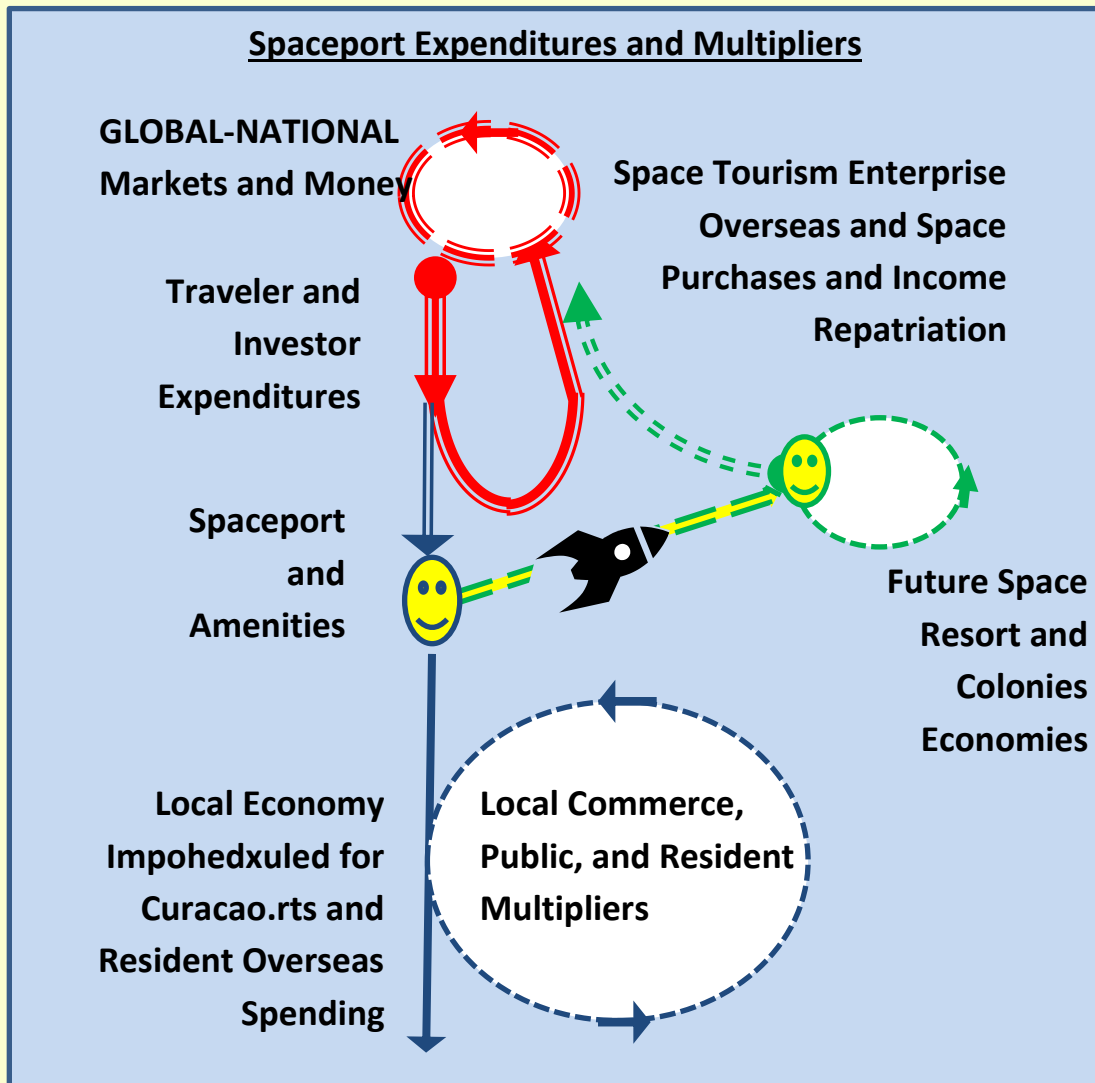 Spaceport Expenditures and Multipliers
GLOBAL-NATIONAL
Markets and Money
Space Tourism Enterprise
Overseas and Space
Purchases and Income
Repatriation
Traveler and
Investor
Expenditures
Spaceport
and
Amenities
Future Space
Resort and
Colonies
Economies
Local Economy
Impohedxuled for
Curacao.rts and
Resident Overseas
Spending
Local Commerce,
Public, and Resident
Multipliers